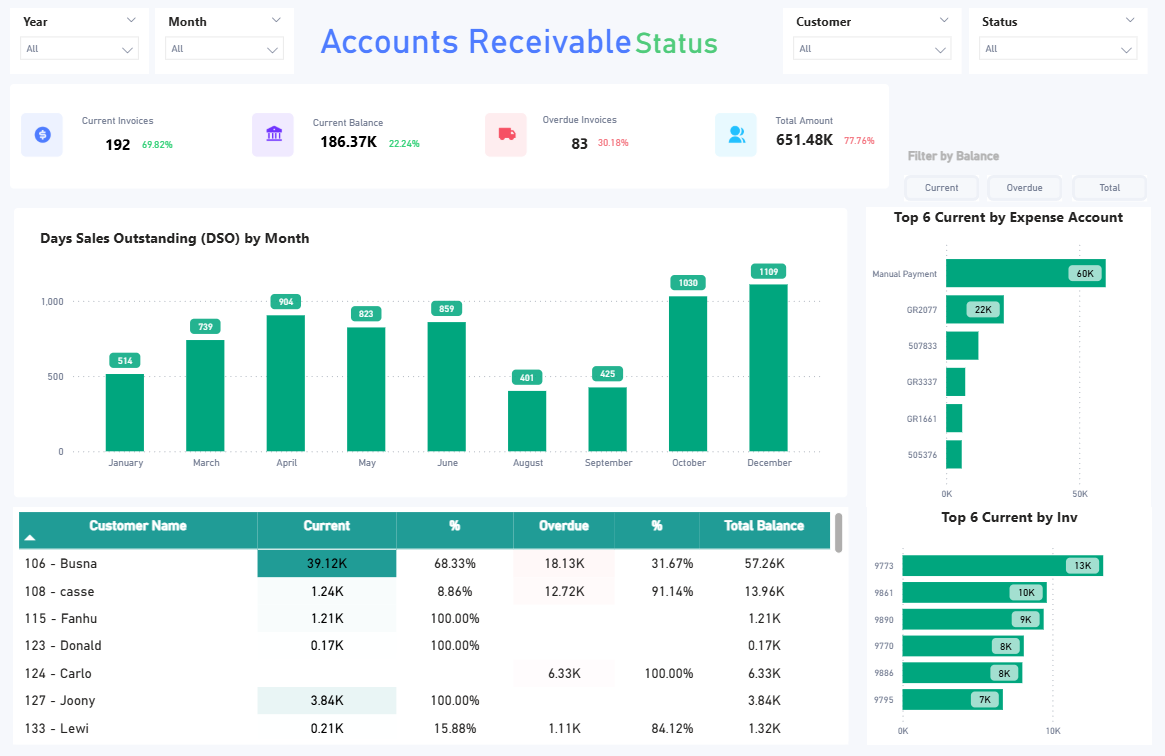 Year
All
Month
All
Accounts Receivable Status
Customer
All
Status
All
Current Invoices
192 69.82%
Current Balance
186.37K 22.24%
Overdue Invoices
83 30.18%
Total Amount
651.48K 77.76%
Filter by Balance
Current Overdue Total
Days Sales Outstanding (DSO) by Month
1,000
500
0
514
739
904
823
859
401
425
1030
1109
January March April May June August September October December
Top 6 Current by Expense Account
Manual Payment 60K
GR2077 22K
507833
GR3337
GR1661
505376
0K 50K
Customer Name Current % Overdue % Total Balance
106 - Busna 39.12K 68.33% 18.13K 31.67% 57.26K
108 - casse 1.24K 8.86% 12.72K 91.14% 13.96K
115 - Fanhu 1.21K 100.00% 1.21K
123 - Donald 0.17K 100.00% 0.17K
124 - Carlo 6.33K 100.00% 6.33K
127 - Joony 3.84K 100.00% 3.84K
133 - Lewi 0.21K 15.88% 1.11K 84.12% 1.32K
Top 6 Current by Inv
9773 13K
9861 10K
9890 9K
9770 8K
9886 8K
9795 7K
0K 10K